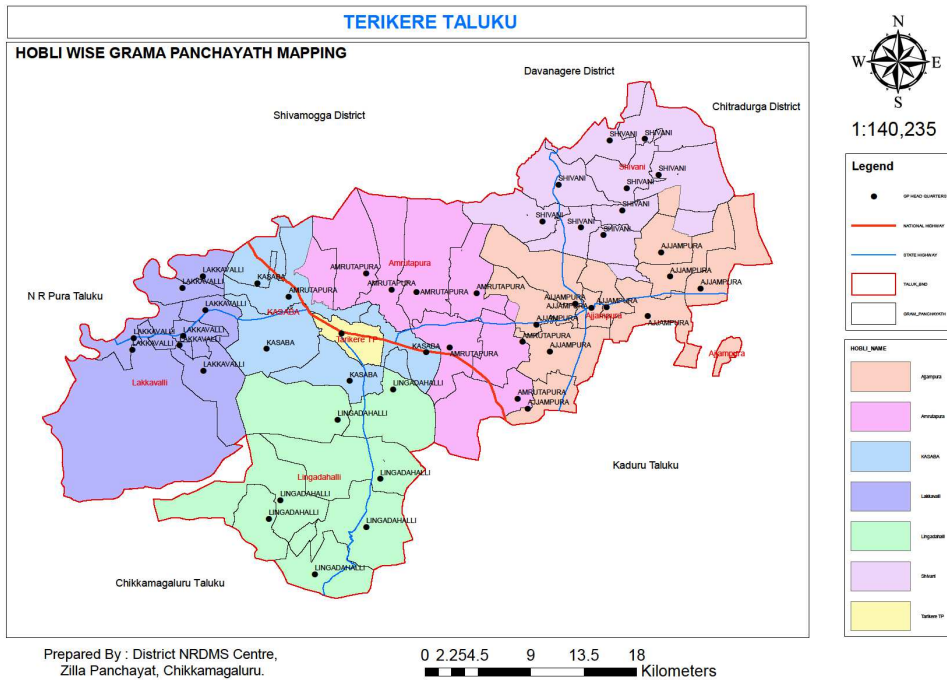 TERIKERE TALUKU
HOBLI WISE GRAMA PANCHAYATH MAPPING
Davanagere District
Chitradurga District
Shivamogga District
N R Pura Taluku
Kaduru Taluku
Chikkamagaluru Taluku
N
W E
S
1:140,235
SHIVANI
SHIVANI
Shivani
SHIVANI
SHIVANI
SHIVANI
SHIVANI
SHIVANI
SHIVANI
SHIVANI
AJJAMPURA
AJJAMPURA
AJJAMPURA
AJJAMPURA
AJJAMPURA
AJJAMPURA
AJJAMPURA
Ajjampura
AJJAMPURA
AJJAMPURA
AJJAMPURA
Ajjampura
Amrutapura
AMRUTAPURA
AMRUTAPURA
AMRUTAPURA
AMRUTAPURA
AMRUTAPURA
AMRUTAPURA
AMRUTAPURA
AMRUTAPURA
LAKKAVALLI
LAKKAVALLI
LAKKAVALLI
LAKKAVALLI
LAKKAVALLI
LAKKAVALLI
LAKKAVALLI
LAKKAVALLI
Lakkavalli
KASABA
KASABA
KASABA
KASABA
KASABA
Tarikere TP
LINGADAHALLI
LINGADAHALLI
Lingadahalli
LINGADAHALLI
LINGADAHALLI
LINGADAHALLI
LINGADAHALLI
LINGADAHALLI
Legend
GP HEAD QUARTERS
NATIONAL HIGHWAY
STATE HIGHWAY
TALUK_BND
GRAM_PANCHAYATH
HOBLI_NAME
Ajjampura
Amrutapura
KASABA
Lakkavalli
Lingadahalli
Shivani
Tarikere TP
Prepared By : District NRDMS Centre,
Zilla Panchayat, Chikkamagaluru.
0 2.254.5 9 13.5 18
Kilometers